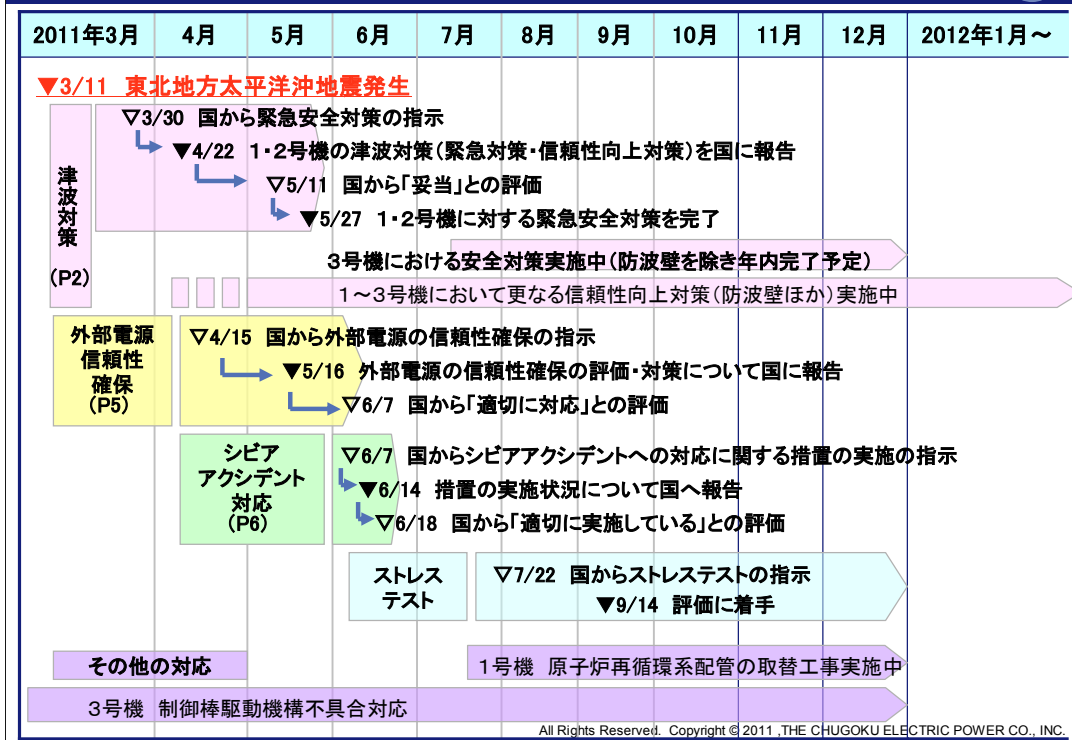 2011年3月 4月 5月 6月 7月 8月 9月 10月 11月 12月 2012年1月～
▼3/11 東北地方太平洋沖地震発生
津波対策
(P2)
▽3/30 国から緊急安全対策の指示
▼4/22 1・2号機の津波対策(緊急対策・信頼性向上対策)を国に報告
▽5/11 国から「妥当」との評価
▼5/27 1・2号機に対する緊急安全対策を完了
3号機における安全対策実施中(防波壁を除き年内完了予定)
1～3号機において更なる信頼性向上対策(防波壁ほか)実施中
外部電源
信頼性
確保
(P5)
▽4/15 国から外部電源の信頼性確保の指示
▼5/16 外部電源の信頼性確保の評価・対策について国に報告
▽6/7 国から「適切に対応」との評価
シビア
アクシデント
対応
(P6)
▽6/7 国からシビアアクシデントへの対応に関する措置の実施の指示
▼6/14 措置の実施状況について国へ報告
▽6/18 国から「適切に実施している」との評価
ストレス
テスト
▽7/22 国からストレステストの指示
▼9/14 評価に着手
その他の対応
1号機 原子炉再循環系配管の取替工事実施中
3号機 制御棒駆動機構不具合対応
All Rights Reserved. Copyright © 2011 ,THE CHUGOKU ELECTRIC POWER CO., INC.